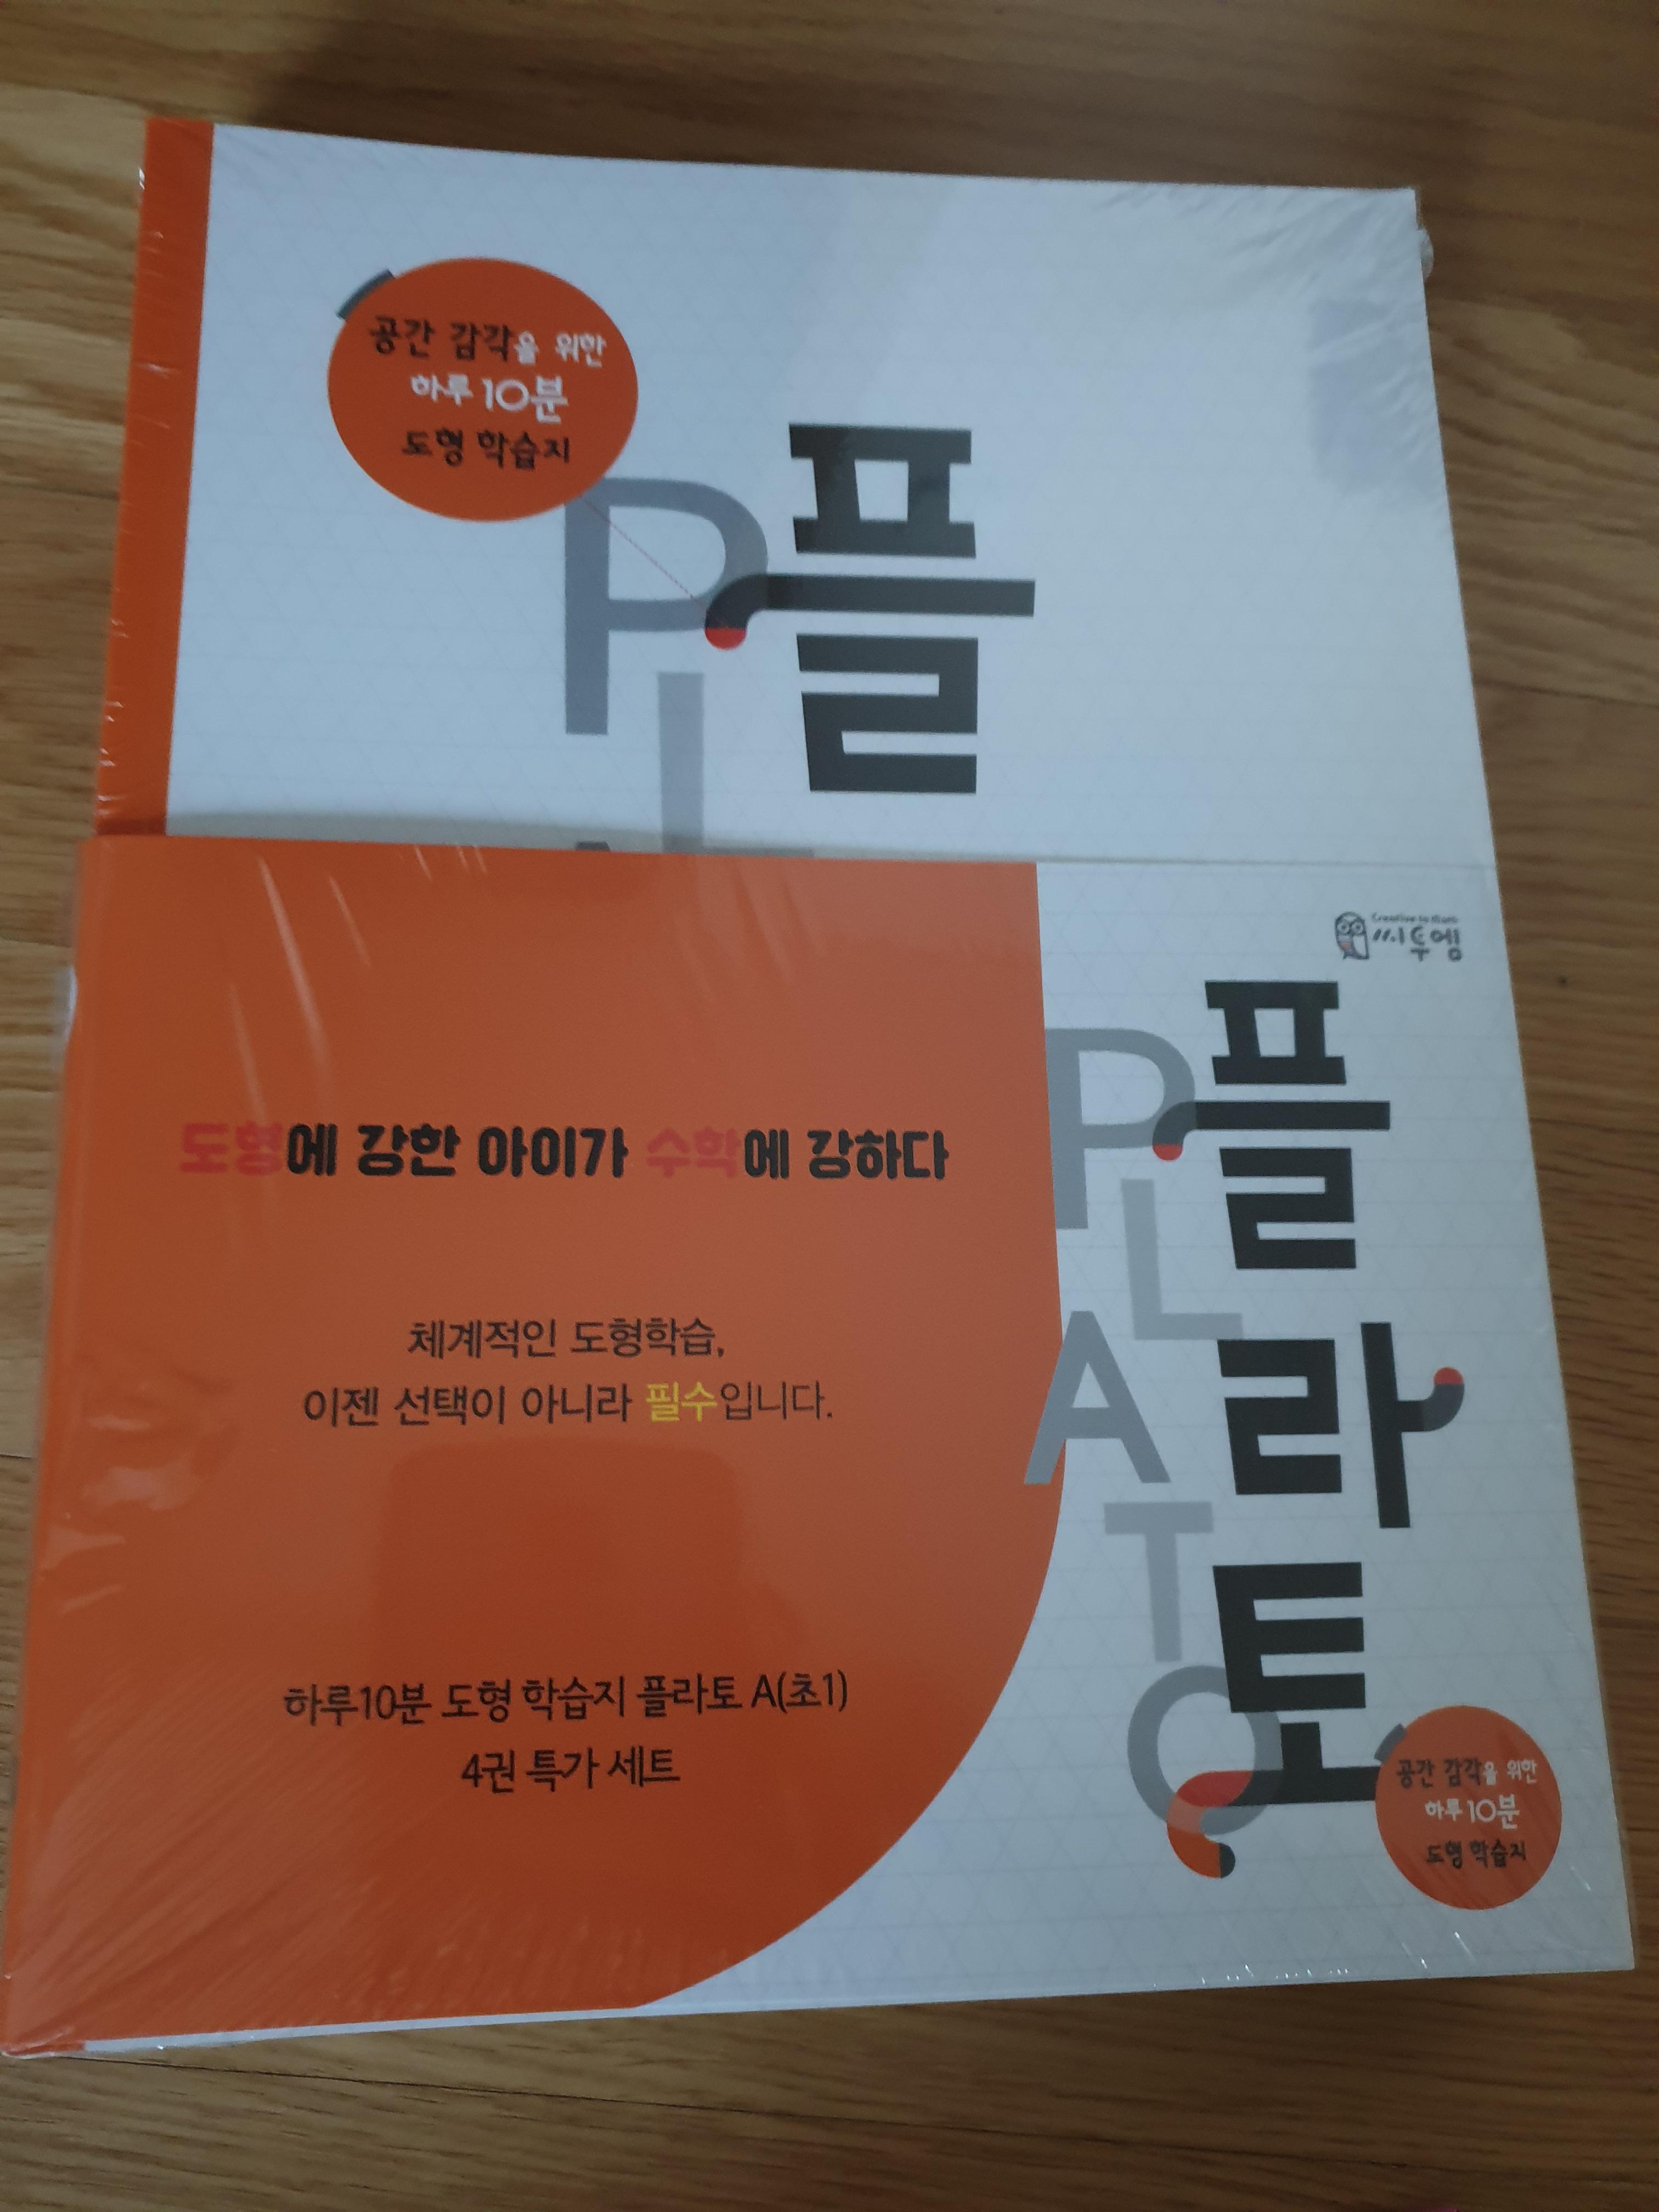 공간 감각을 위한
하루 10분
도형 학습지
PL
플
Creative to Math
씨투엠
PLATO
플라토
도형에 강한 아이가 수학에 강하다
체계적인 도형학습,
이젠 선택이 아니라 필수입니다.
하루10분 도형 학습지 플라토 A(초1)
4권 특가 세트
공간 감각을 위한
하루 10분
도형 학습지